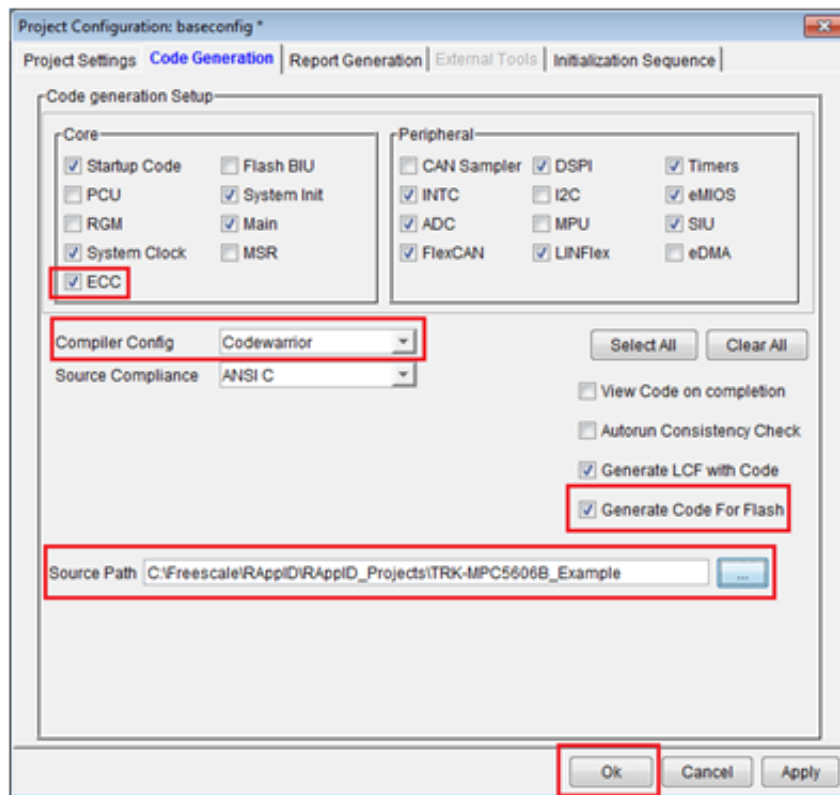 Project Configuration: baseconfig *
Project Settings Code Generation Report Generation External Tools Initialization Sequence
Code generation Setup
Core
Startup Code Flash BIU
PCU System Init
RGM Main
System Clock MSR
ECC
Peripheral
CAN Sampler DSPI Timers
INTC I2C eMIOS
ADC MPU SIU
FlexCAN LINFlex eDMA
Compiler Config Codewarrior
Source Compliance ANSI C
Select All Clear All
View Code on completion
Autorun Consistency Check
Generate LCF with Code
Generate Code For Flash
Source Path C:\Freescale\RAppID\RAppID_Projects\TRK-MPC5606B_Example ...
Ok Cancel Apply